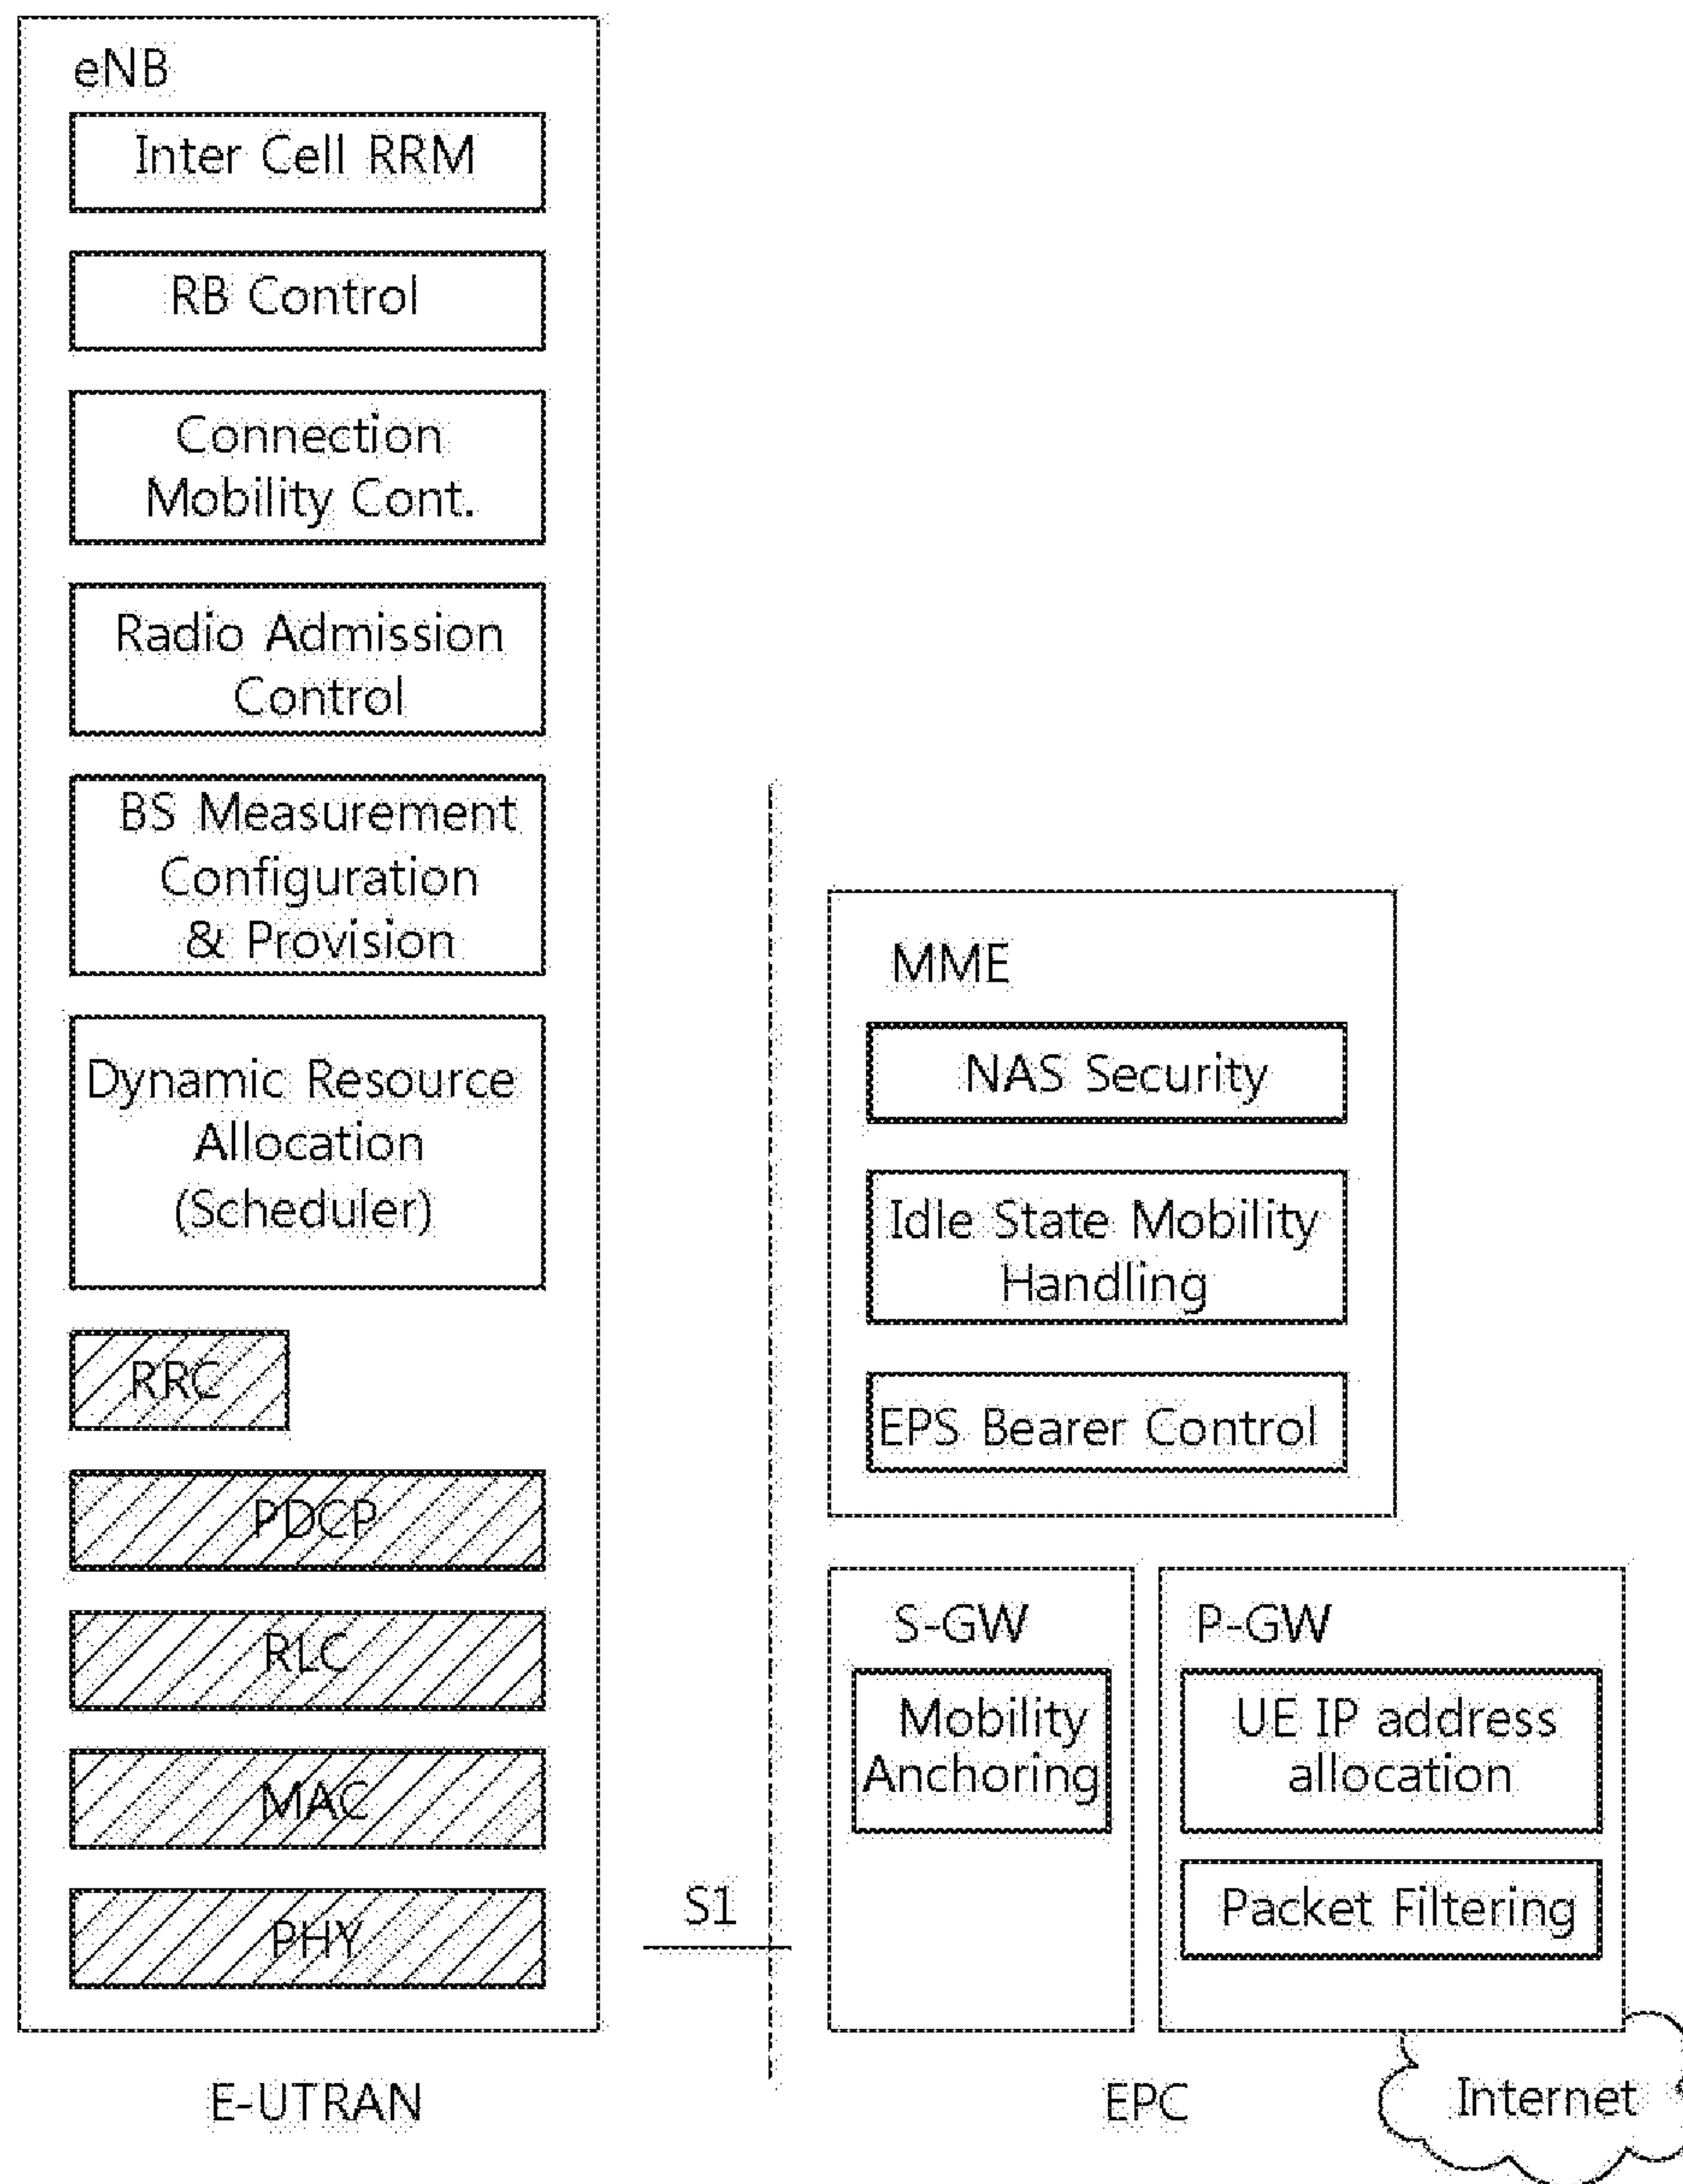 eNB
Inter Cell RRM
RB Control
Connection
Mobility Cont.
Radio Admission
Control
BS Measurement
Configuration
& Provision
Dynamic Resource
Allocation
(Scheduler)
RRC
PDCP
RLC
MAC
PHY
S1
MME
NAS Security
Idle State Mobility
Handling
EPS Bearer Control
S-GW
Mobility
Anchoring
P-GW
UE IP address
allocation
Packet Filtering
E-UTRAN
EPC
Internet